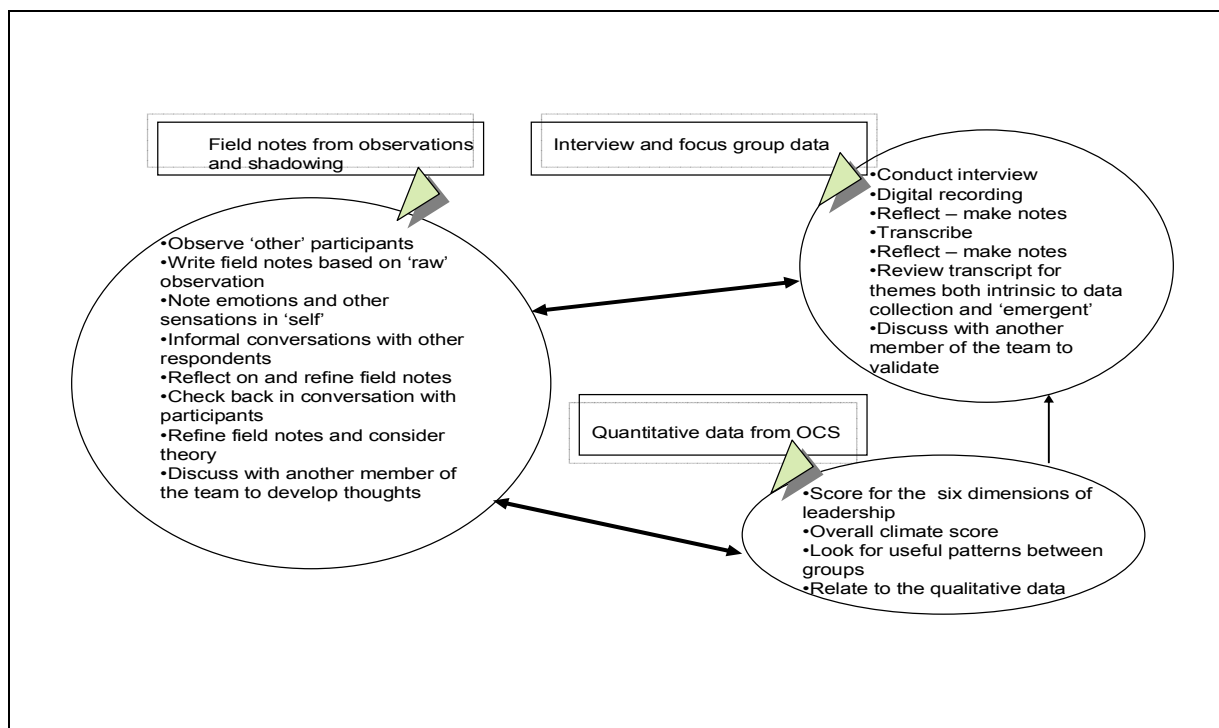 Field notes from observations
and shadowing
•Observe ‘other’ participants
•Write field notes based on ‘raw’
observation
•Note emotions and other
sensations in ‘self’
•Informal conversations with other
respondents
•Reflect on and refine field notes
•Check back in conversation with
participants
•Refine field notes and consider
theory
•Discuss with another member of
the team to develop thoughts
Interview and focus group data
•Conduct interview
•Digital recording
•Reflect – make notes
•Transcribe
•Reflect – make notes
•Review transcript for
themes both intrinsic to data
collection and ‘emergent’
•Discuss with another
member of the team to
validate
Quantitative data from OCS
•Score for the  six dimensions of
leadership
•Overall climate score
•Look for useful patterns between
groups
•Relate to the qualitative data